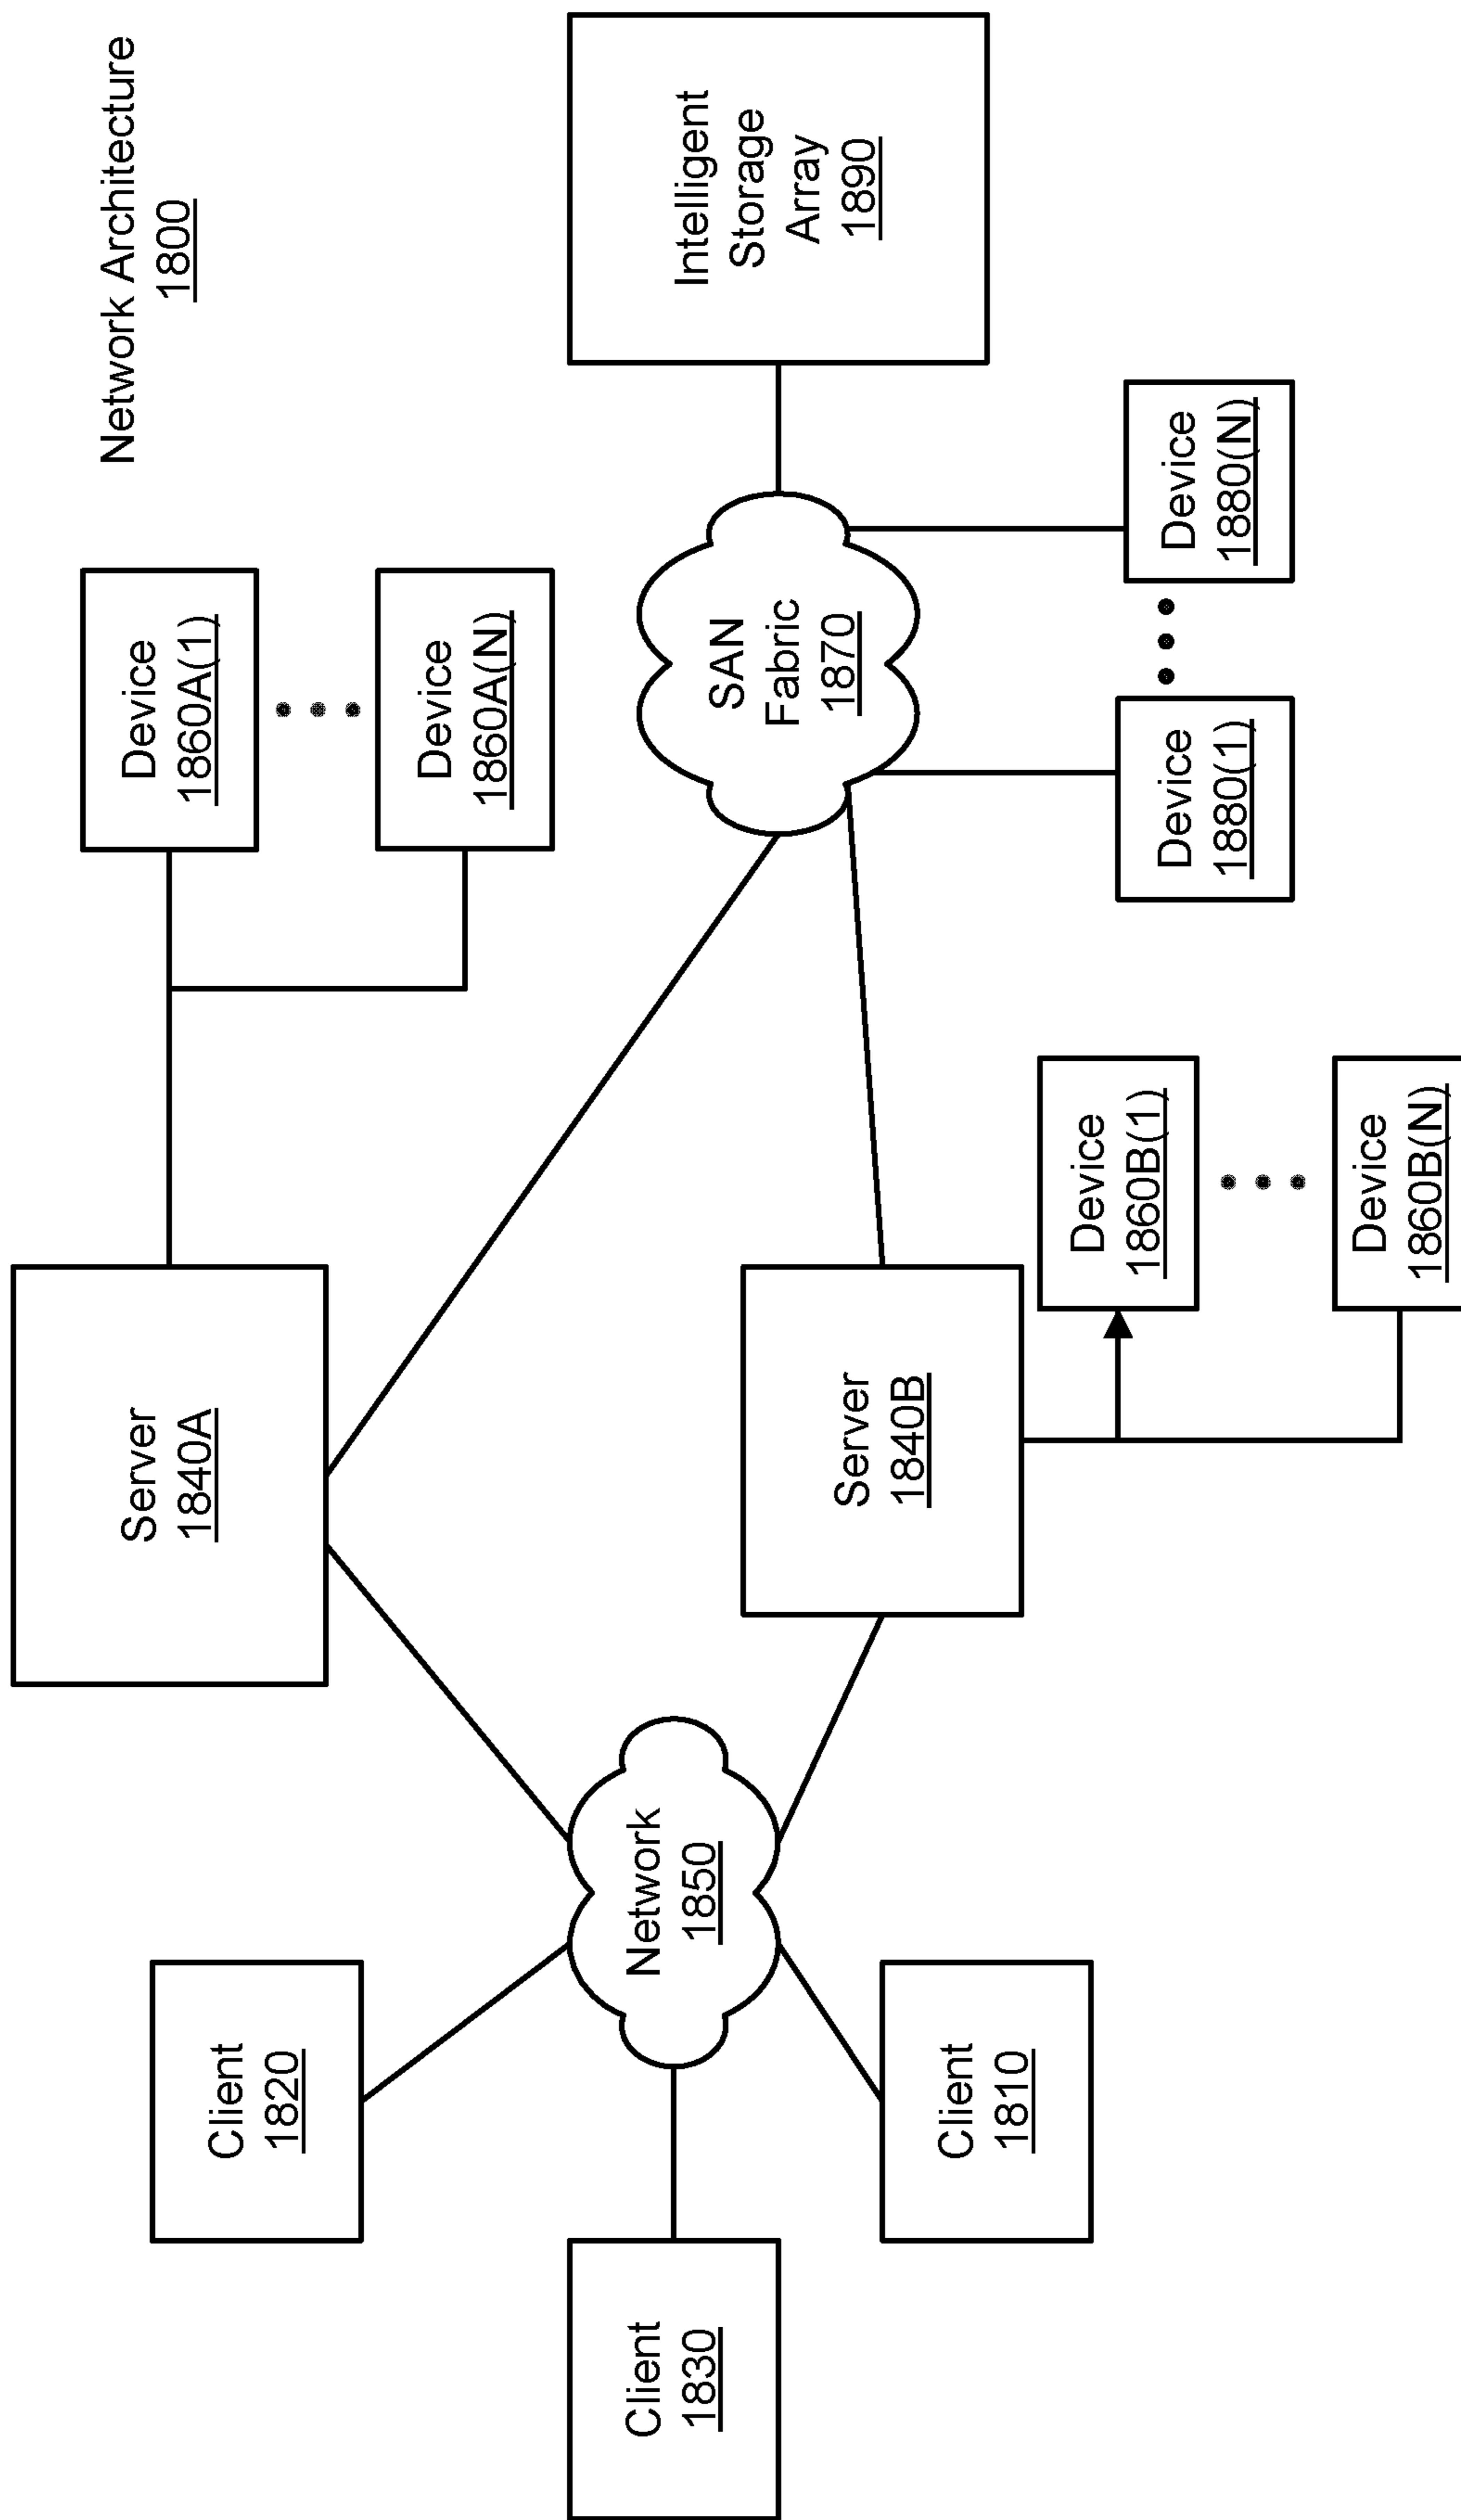 Network Architecture
1800
Device
1860A(1)
Device
1860A(N)
Server
1840A
Client
1820
Client
1830
Network
1850
Client
1810
Server
1840B
SAN
Fabric
1870
Intelligent
Storage
Array
1890
Device
1860B(1)
Device
1860B(N)
Device
1880(1)
Device
1880(N)